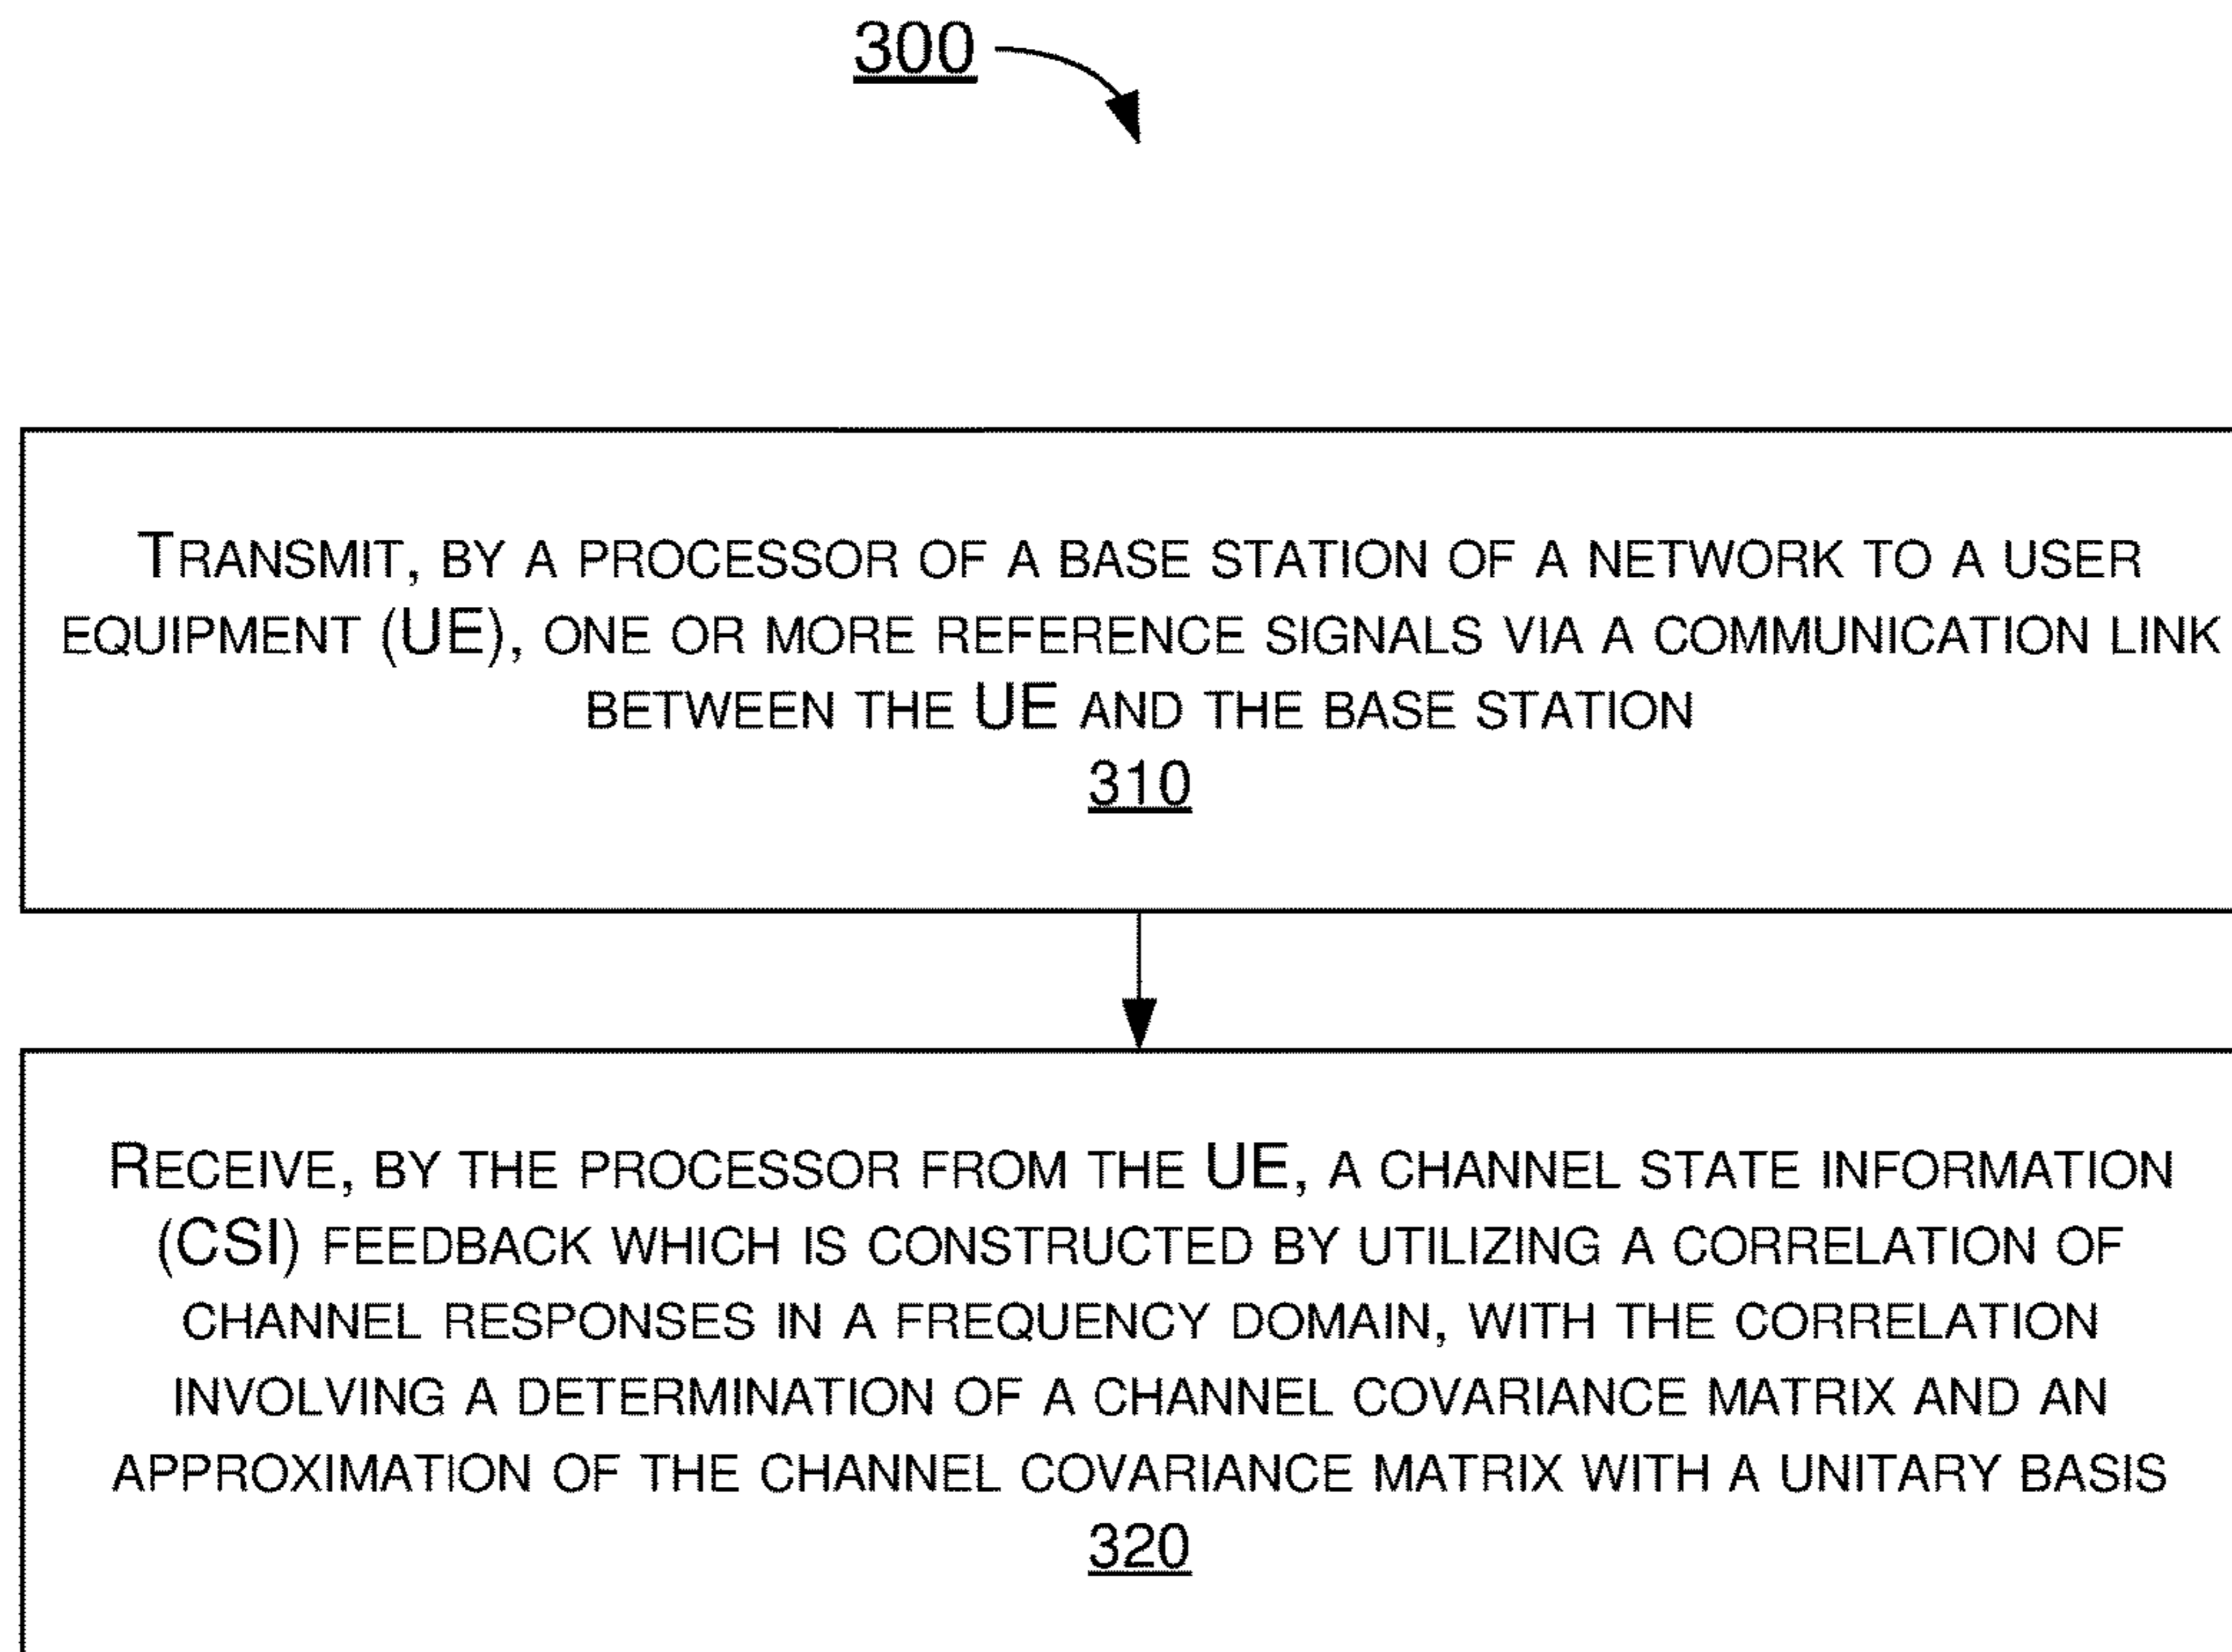 300
TRANSMIT, BY A PROCESSOR OF A BASE STATION OF A NETWORK TO A USER
EQUIPMENT (UE), ONE OR MORE REFERENCE SIGNALS VIA A COMMUNICATION LINK
BETWEEN THE UE AND THE BASE STATION
310
RECEIVE, BY THE PROCESSOR FROM THE UE, A CHANNEL STATE INFORMATION
(CSI) FEEDBACK WHICH IS CONSTRUCTED BY UTILIZING A CORRELATION OF
CHANNEL RESPONSES IN A FREQUENCY DOMAIN, WITH THE CORRELATION
INVOLVING A DETERMINATION OF A CHANNEL COVARIANCE MATRIX AND AN
APPROXIMATION OF THE CHANNEL COVARIANCE MATRIX WITH A UNITARY BASIS
320